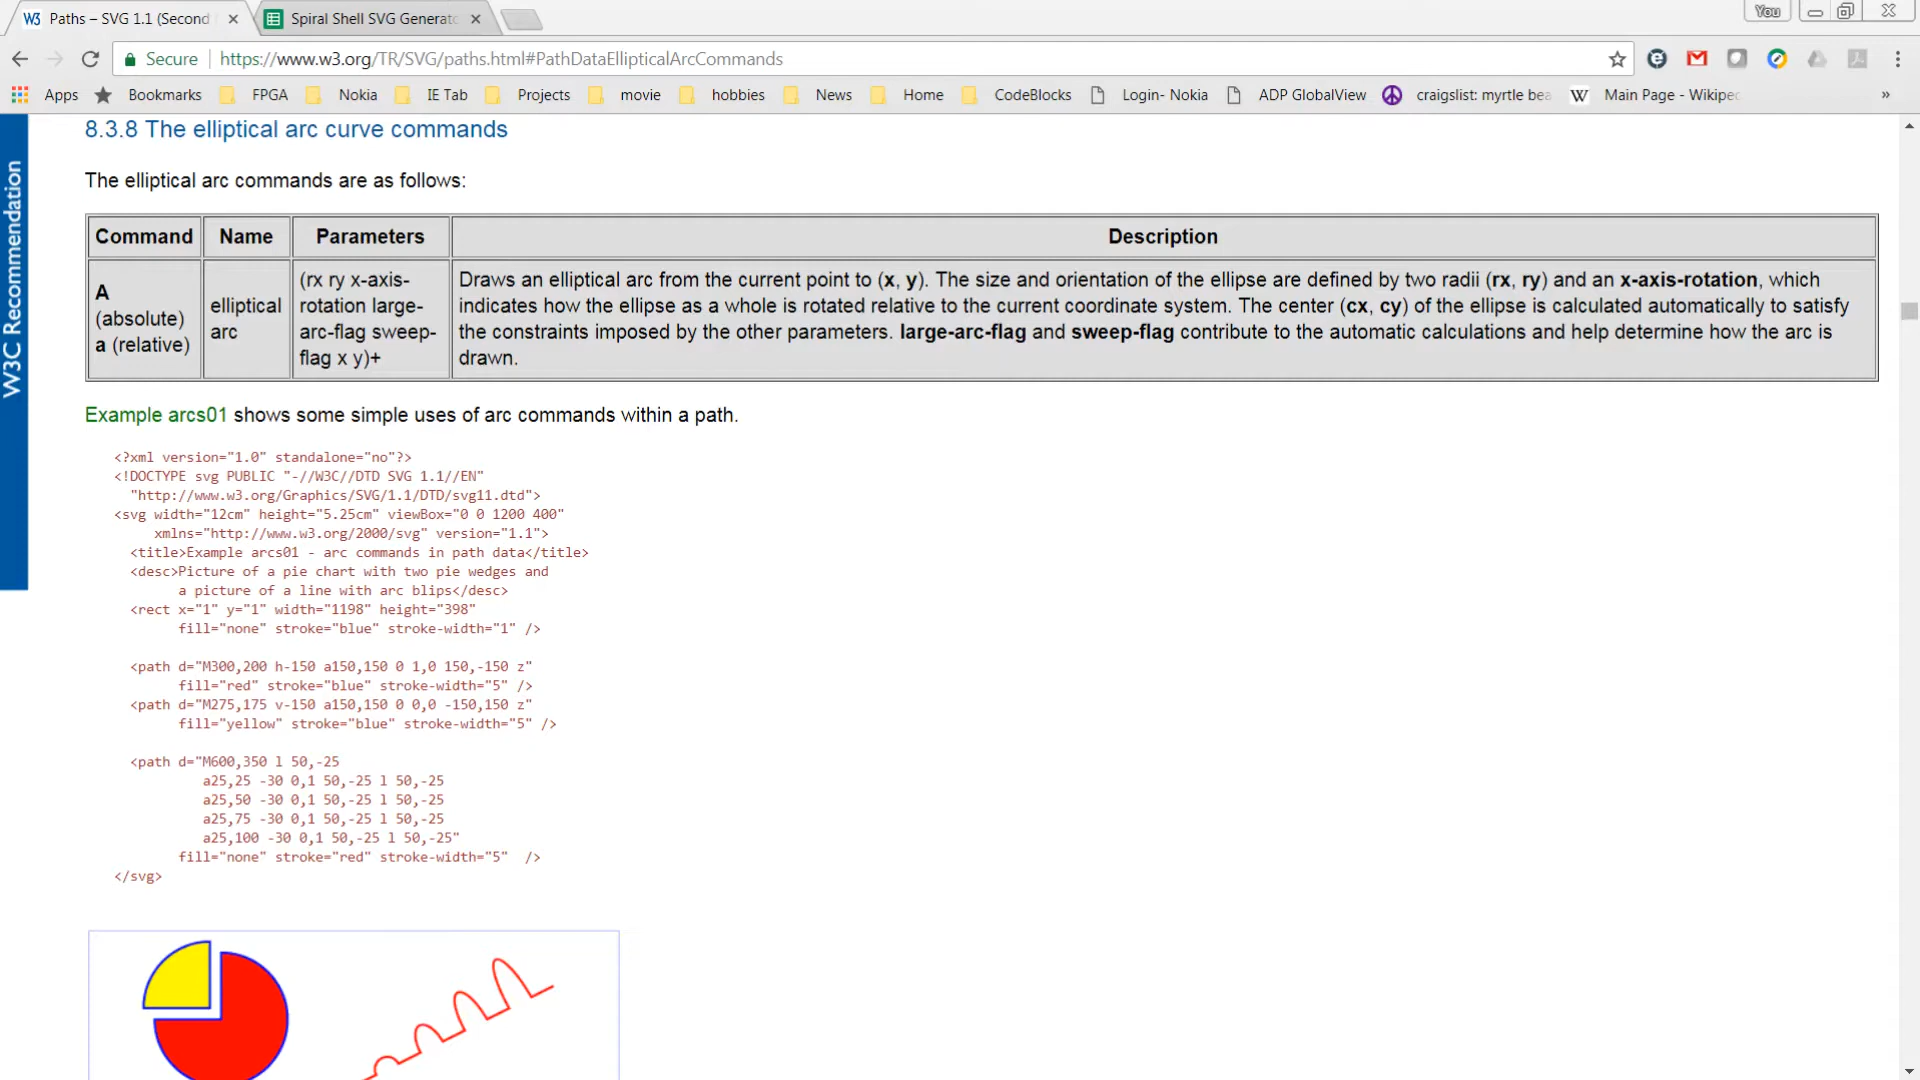 W3 Paths – SVG 1.1 (Second
Spiral Shell SVG Generato
You
Secure
https://www.w3.org/TR/SVG/paths.html#PathDataEllipticalArcCommands
Apps Bookmarks FPGA Nokia IE Tab Projects movie hobbies News Home CodeBlocks Login- Nokia ADP GlobalView craigslist: myrtle bea W Main Page - Wikiped »
W3C Recommendation
8.3.8 The elliptical arc curve commands
The elliptical arc commands are as follows:
Command Name Parameters Description
A
(absolute)
a (relative)
elliptical
arc
(rx ry x-axis-
rotation large-
arc-flag sweep-
flag x y)+
Draws an elliptical arc from the current point to (x, y). The size and orientation of the ellipse are defined by two radii (rx, ry) and an x-axis-rotation, which
indicates how the ellipse as a whole is rotated relative to the current coordinate system. The center (cx, cy) of the ellipse is calculated automatically to satisfy
the constraints imposed by the other parameters. large-arc-flag and sweep-flag contribute to the automatic calculations and help determine how the arc is
drawn.
Example arcs01 shows some simple uses of arc commands within a path.
<?xml version="1.0" standalone="no"?>
<!DOCTYPE svg PUBLIC "-//W3C//DTD SVG 1.1//EN"
"http://www.w3.org/Graphics/SVG/1.1/DTD/svg11.dtd">
<svg width="12cm" height="5.25cm" viewBox="0 0 1200 400"
xmlns="http://www.w3.org/2000/svg" version="1.1">
<title>Example arcs01 - arc commands in path data</title>
<desc>Picture of a pie chart with two pie wedges and
a picture of a line with arc blips</desc>
<rect x="1" y="1" width="1198" height="398"
fill="none" stroke="blue" stroke-width="1" />
<path d="M300,200 h-150 a150,150 0 1,0 150,-150 z"
fill="red" stroke="blue" stroke-width="5" />
<path d="M275,175 v-150 a150,150 0 0,0 -150,150 z"
fill="yellow" stroke="blue" stroke-width="5" />
<path d="M600,350 l 50,-25
a25,25 -30 0,1 50,-25 l 50,-25
a25,50 -30 0,1 50,-25 l 50,-25
a25,75 -30 0,1 50,-25 l 50,-25
a25,100 -30 0,1 50,-25 l 50,-25"
fill="none" stroke="red" stroke-width="5"  />
</svg>